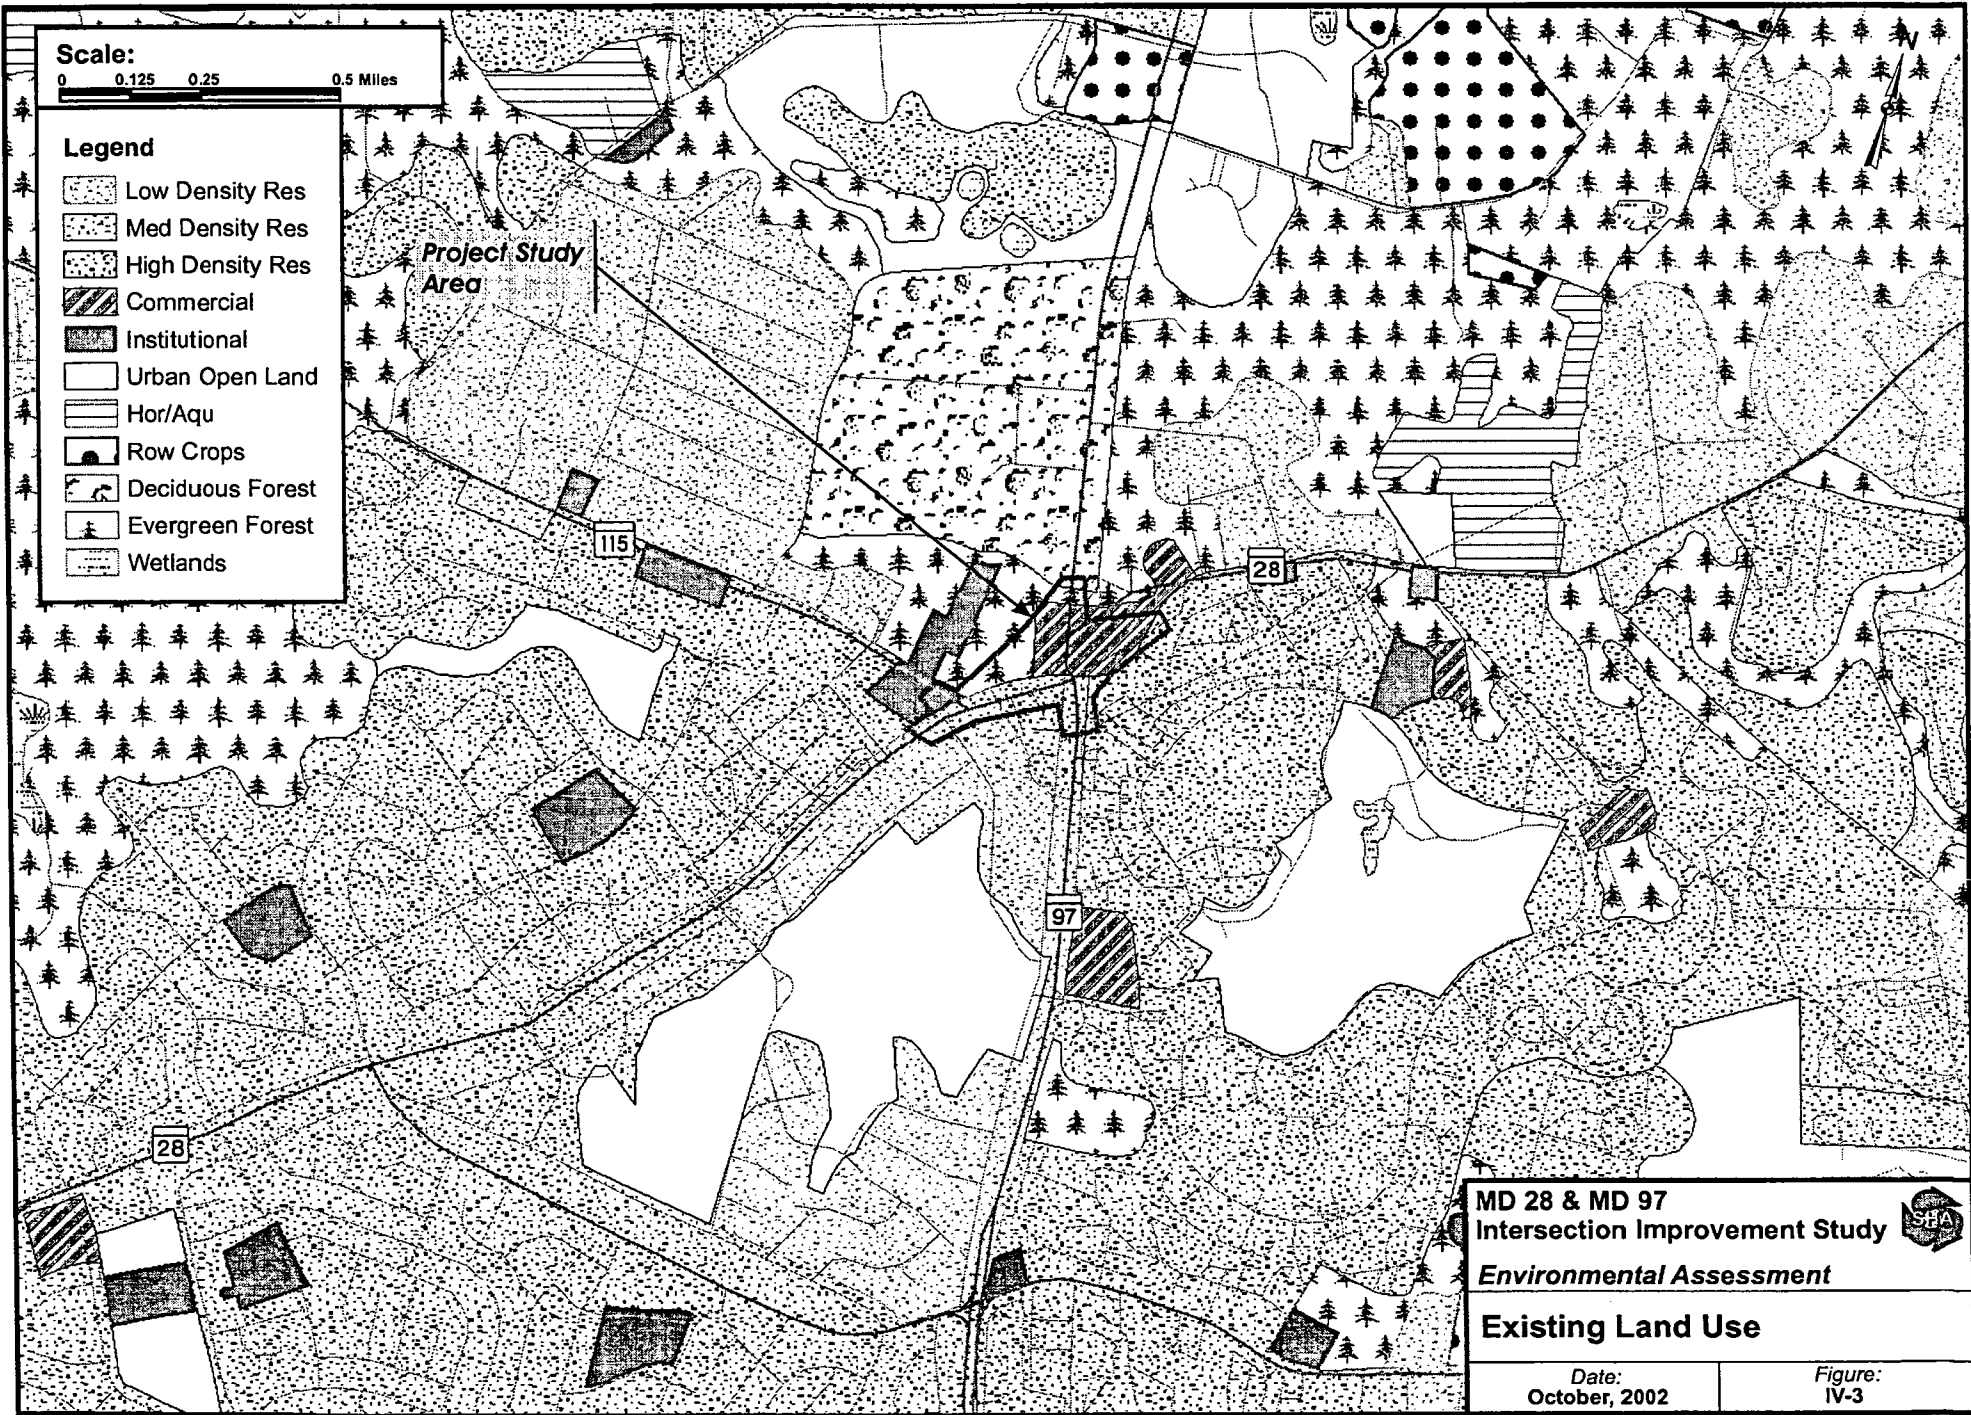 Scale:
0 0.125 0.25 0.5 Miles
Legend
Low Density Res
Med Density Res
High Density Res
Commercial
Institutional
Urban Open Land
Hor/Aqu
Row Crops
Deciduous Forest
Evergreen Forest
Wetlands
Project Study
Area
N
115
28
97
28
MD 28 & MD 97
Intersection Improvement Study
SHA
Environmental Assessment
Existing Land Use
Date:
October, 2002
Figure:
IV-3